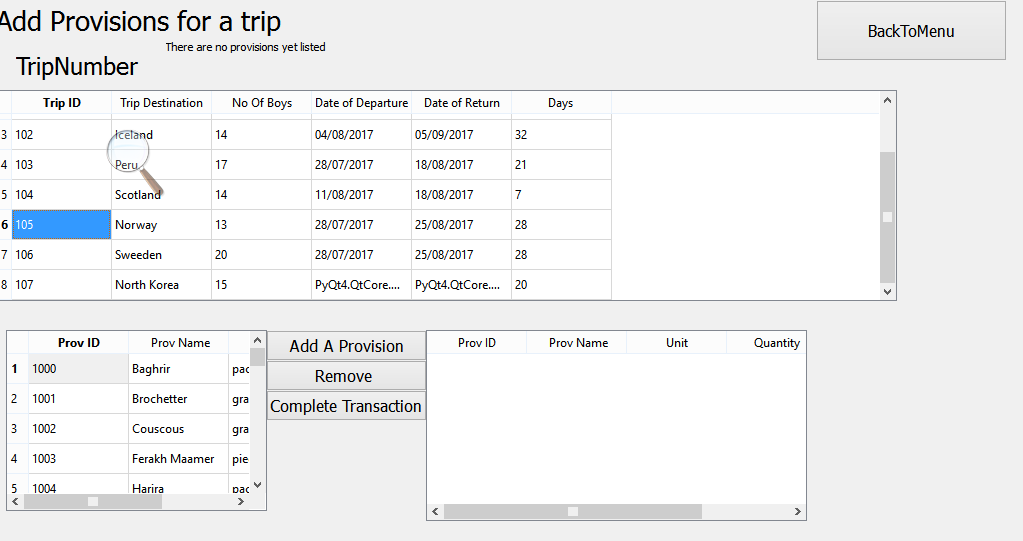 Add Provisions for a trip
BackToMenu
There are no provisions yet listed
TripNumber
Trip ID Trip Destination No Of Boys Date of Departure Date of Return Days
3 102 Iceland 14 04/08/2017 05/09/2017 32
4 103 Peru 17 28/07/2017 18/08/2017 21
5 104 Scotland 14 11/08/2017 18/08/2017 7
6 105 Norway 13 28/07/2017 25/08/2017 28
7 106 Sweeden 20 28/07/2017 25/08/2017 28
8 107 North Korea 15 PyQt4.QtCore.... PyQt4.QtCore.... 20
Prov ID Prov Name
1 1000 Baghrir pac
2 1001 Brochetter gra
3 1002 Couscous gra
4 1003 Ferakh Maamer pie
5 1004 Harira pac
Add A Provision
Remove
Complete Transaction
Prov ID Prov Name Unit Quantity